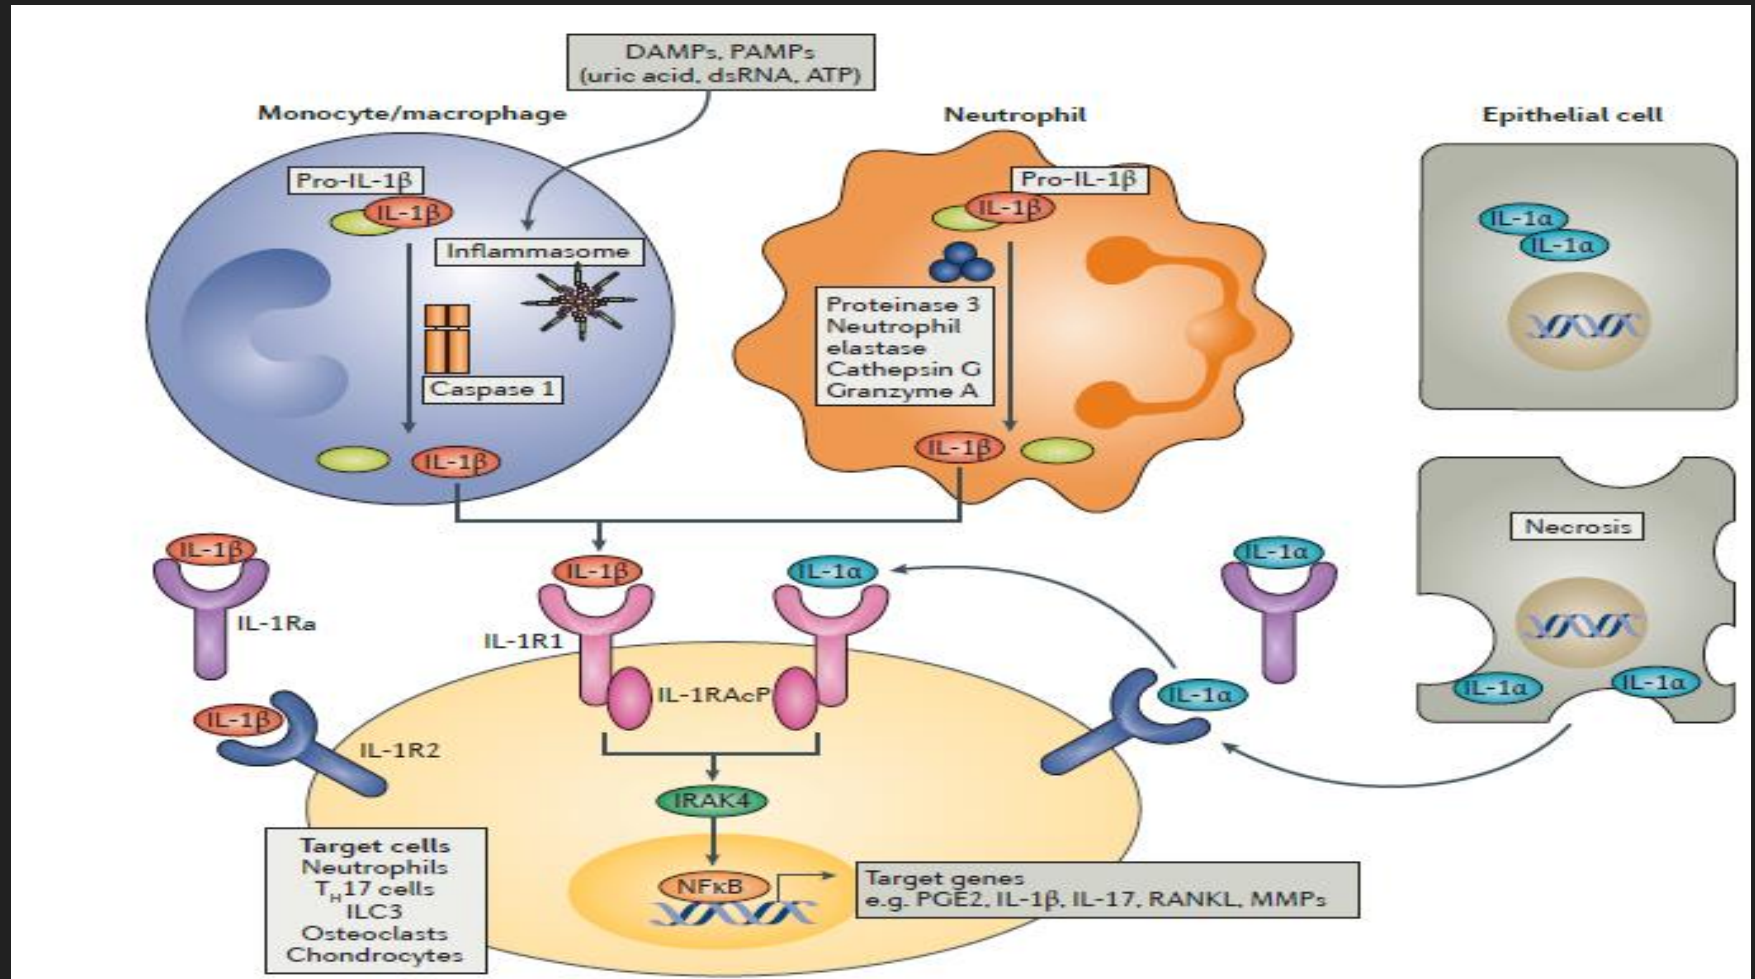 DAMPs, PAMPs
(uric acid, dsRNA, ATP)
Monocyte/macrophage
Neutrophil
Epithelial cell
Pro-IL-1β
IL-1β
Inflammasome
Caspase 1
IL-1β
Pro-IL-1β
IL-1β
Proteinase 3
Neutrophil
elastase
Cathepsin G
Granzyme A
IL-1β
IL-1α
IL-1α
Necrosis
IL-1α
IL-1α
IL-1β
IL-1Ra
IL-1β
IL-1R2
IL-1β
IL-1R1
IL-1α
IL-1RAcP
IL-1α
IL-1α
IRAK4
NFκB
Target cells
Neutrophils
TH17 cells
ILC3
Osteoclasts
Chondrocytes
Target genes
e.g. PGE2, IL-1β, IL-17, RANKL, MMPs